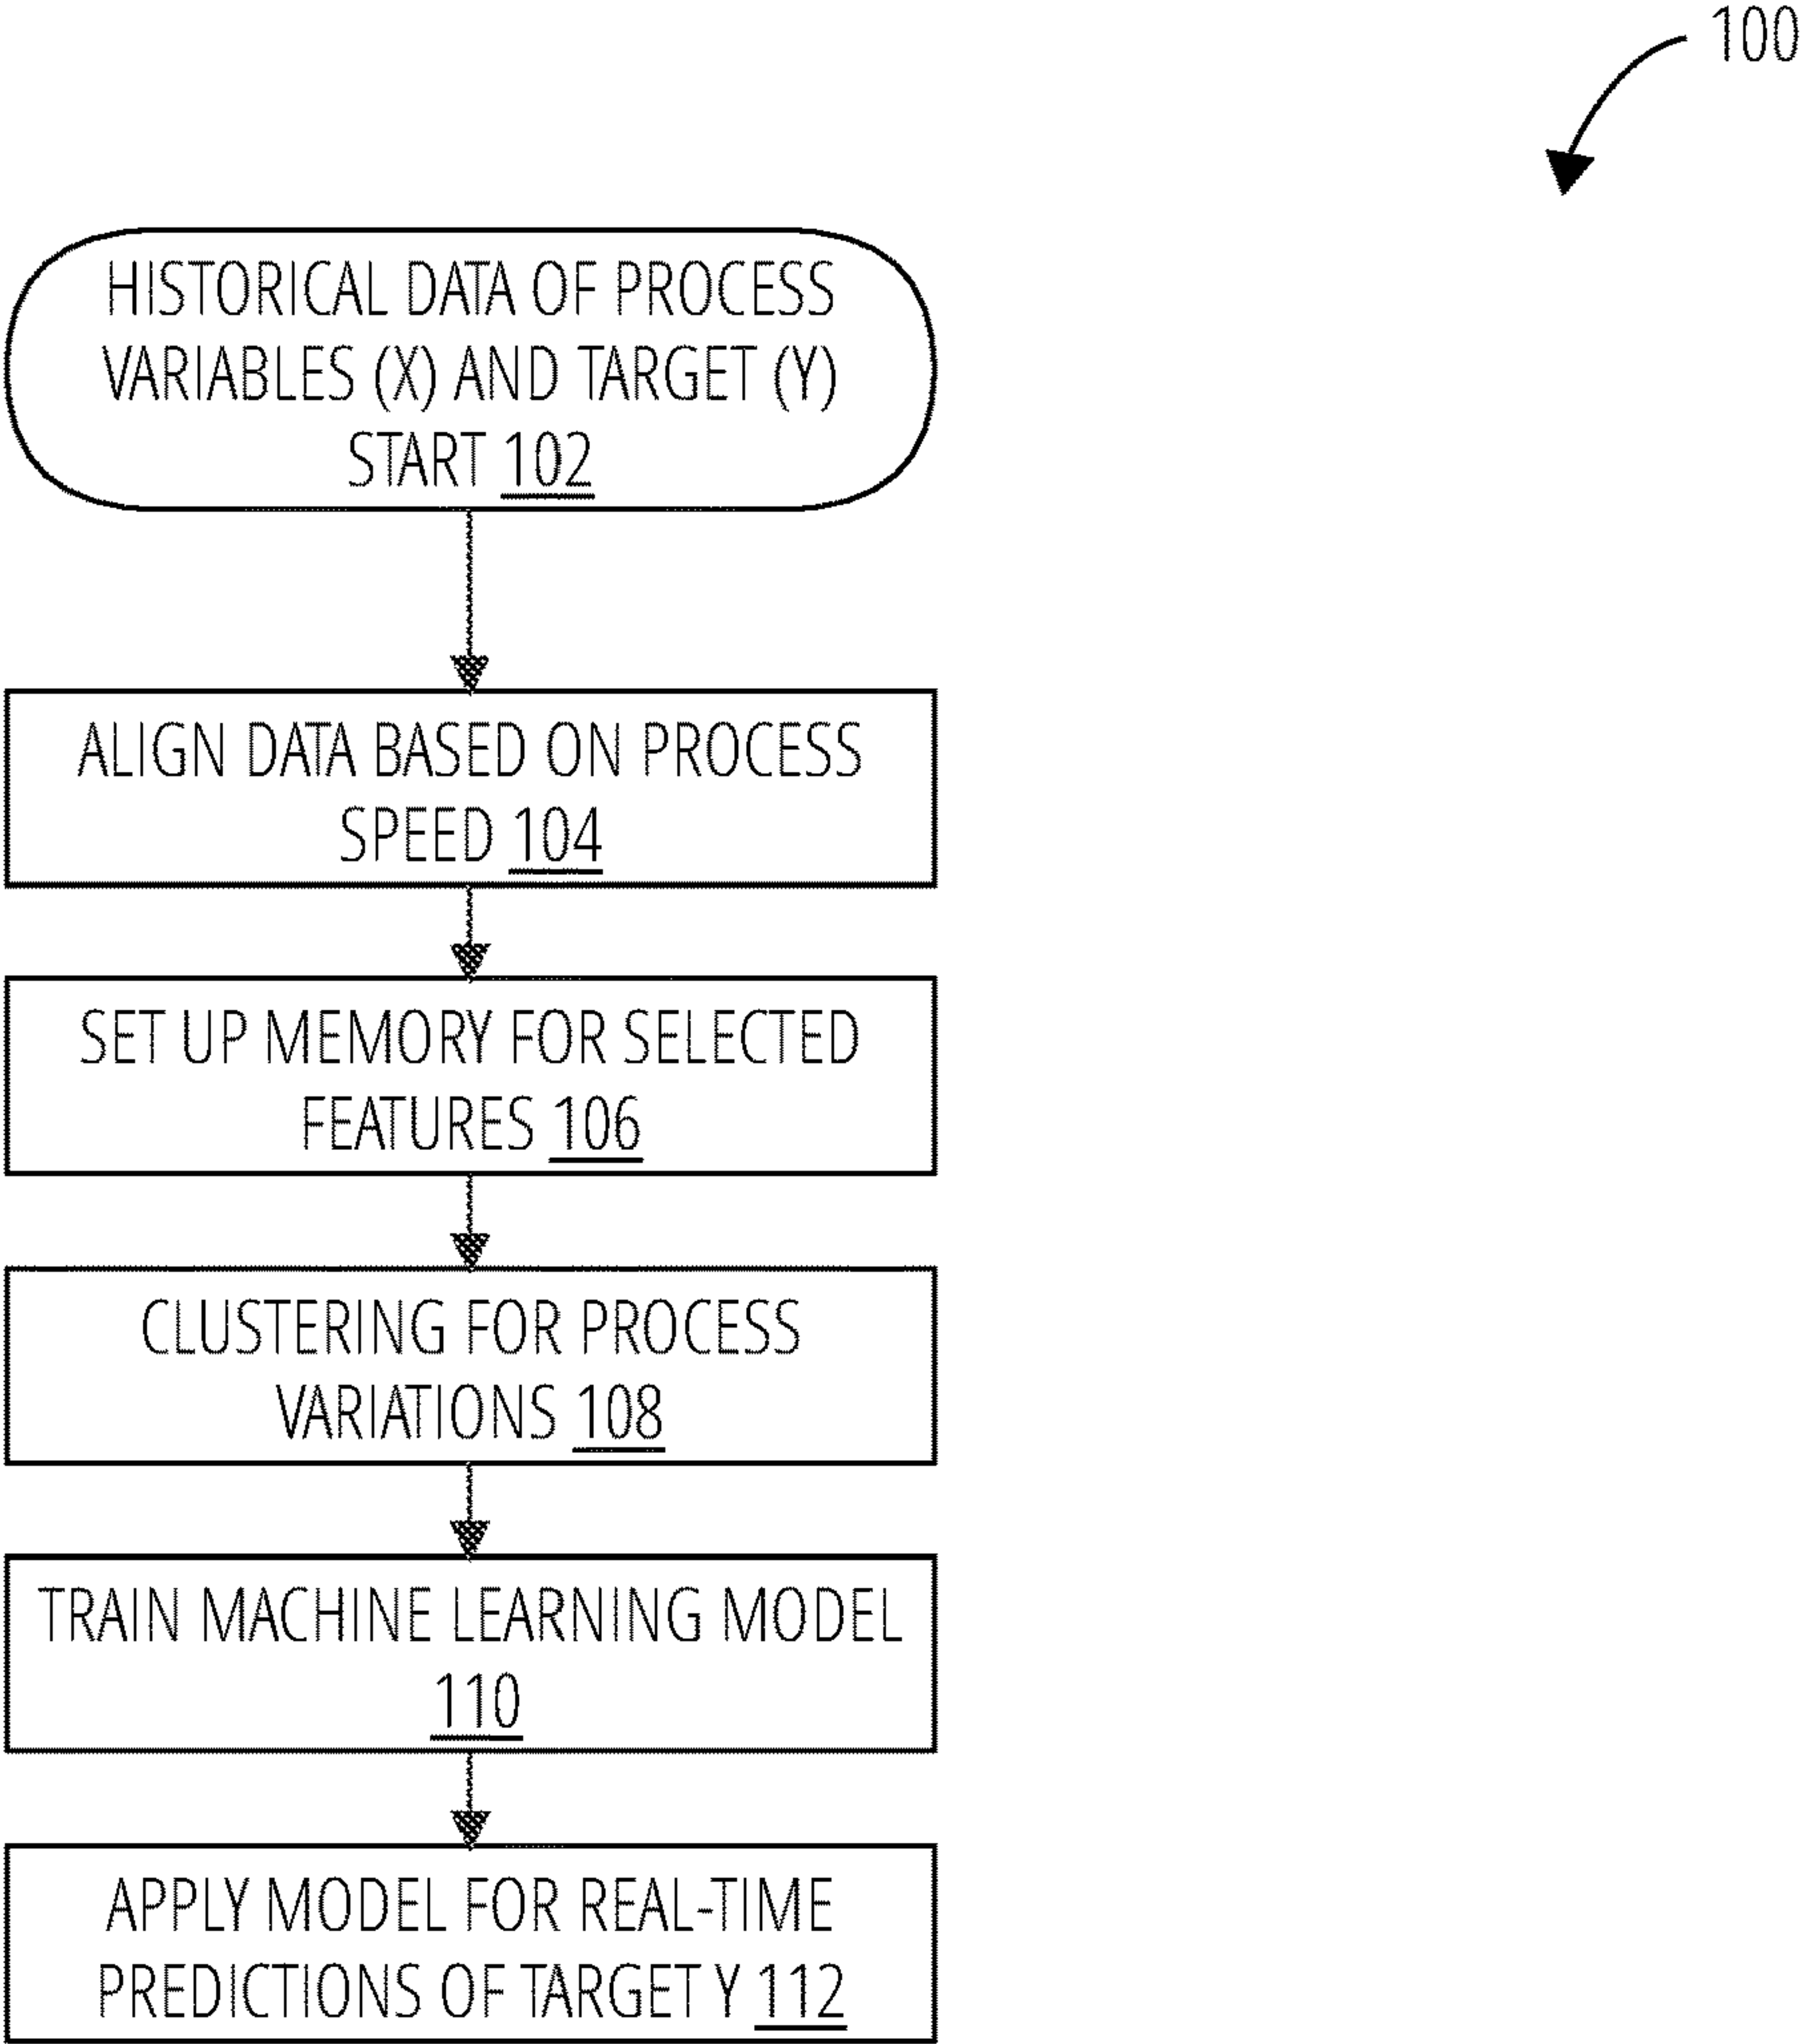 100
HISTORICAL DATA OF PROCESS
VARIABLES (X) AND TARGET (Y)
START 102
ALIGN DATA BASED ON PROCESS
SPEED 104
SET UP MEMORY FOR SELECTED
FEATURES 106
CLUSTERING FOR PROCESS
VARIATIONS 108
TRAIN MACHINE LEARNING MODEL
110
APPLY MODEL FOR REAL-TIME
PREDICTIONS OF TARGET Y 112